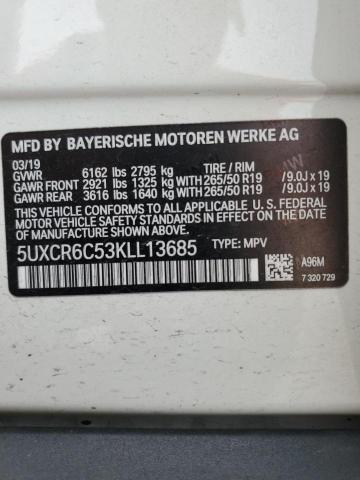 MFD BY BAYERISCHE MOTOREN WERKE AG
03/19
GVWR 6162 lbs 2795 kg TIRE / RIM
GAWR FRONT 2921 lbs 1325 kg 265/50 R19 /9.0J x 19
GAWR REAR 3616 lbs 1640 kg 265/50 R19 /9.0J x 19
THIS VEHICLE CONFORMS TO ALL APPLICABLE U.S. FEDERAL
MOTOR VEHICLE SAFETY STANDARDS IN EFFECT ON THE DATE OF
MANUFACTURE SHOWN ABOVE.
5UXCR6C53KLL13685 TYPE: MPV
A96M
7 320 729